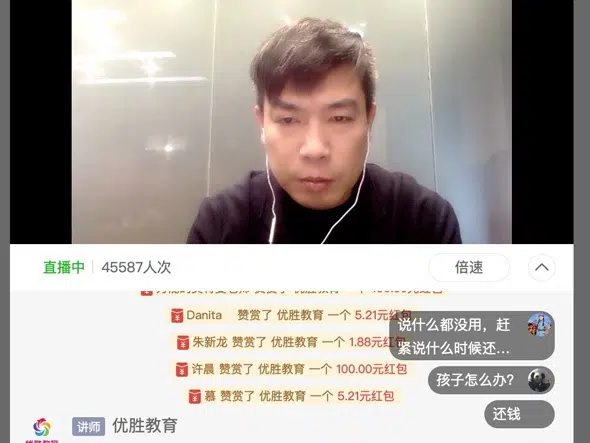 直播中 45587人次 倍速
Danita 赞赏了 优胜教育 一个 5.21元红包
说什么都没用，赶
紧说什么时候还...
朱新龙 赞赏了 优胜教育 一个 1.88元红包
许晨 赞赏了 优胜教育 一个 100.00元红包
孩子怎么办？
慕 赞赏了 优胜教育 一个 5.21元红包
还钱
讲师 优胜教育